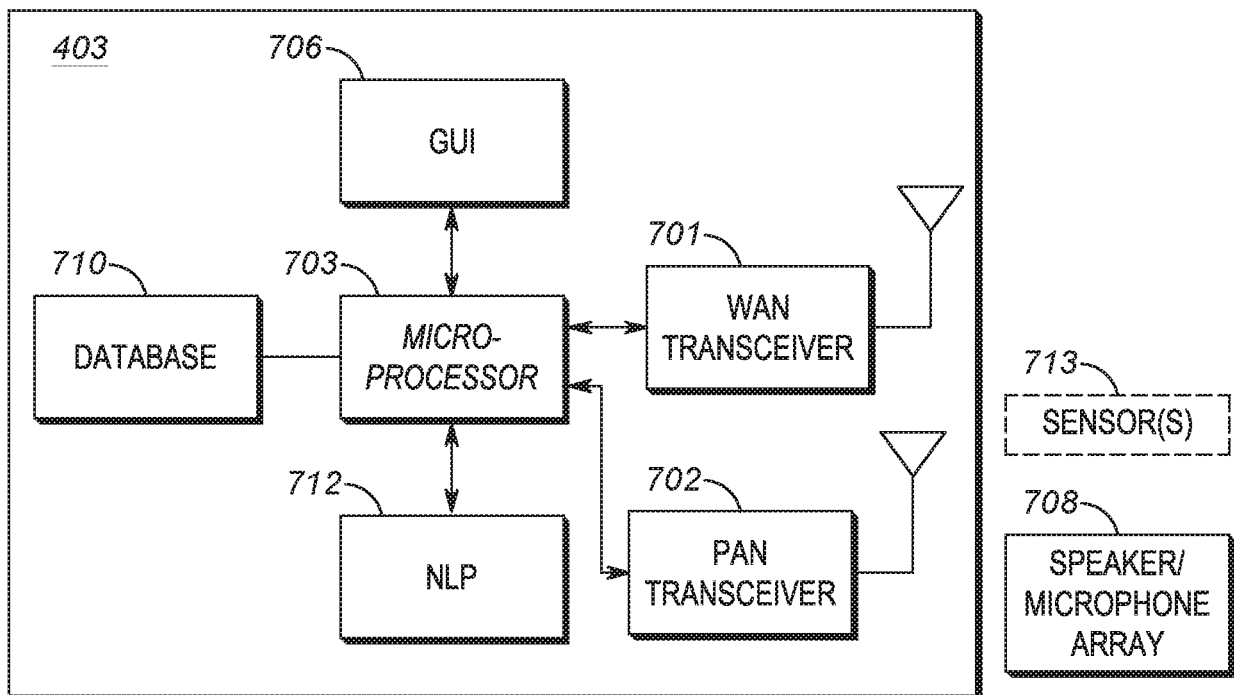 403
706
GUI
710
DATABASE
703
MICRO-
PROCESSOR
701
WAN
TRANSCEIVER
712
NLP
702
PAN
TRANSCEIVER
713
SENSOR(S)
708
SPEAKER/
MICROPHONE
ARRAY